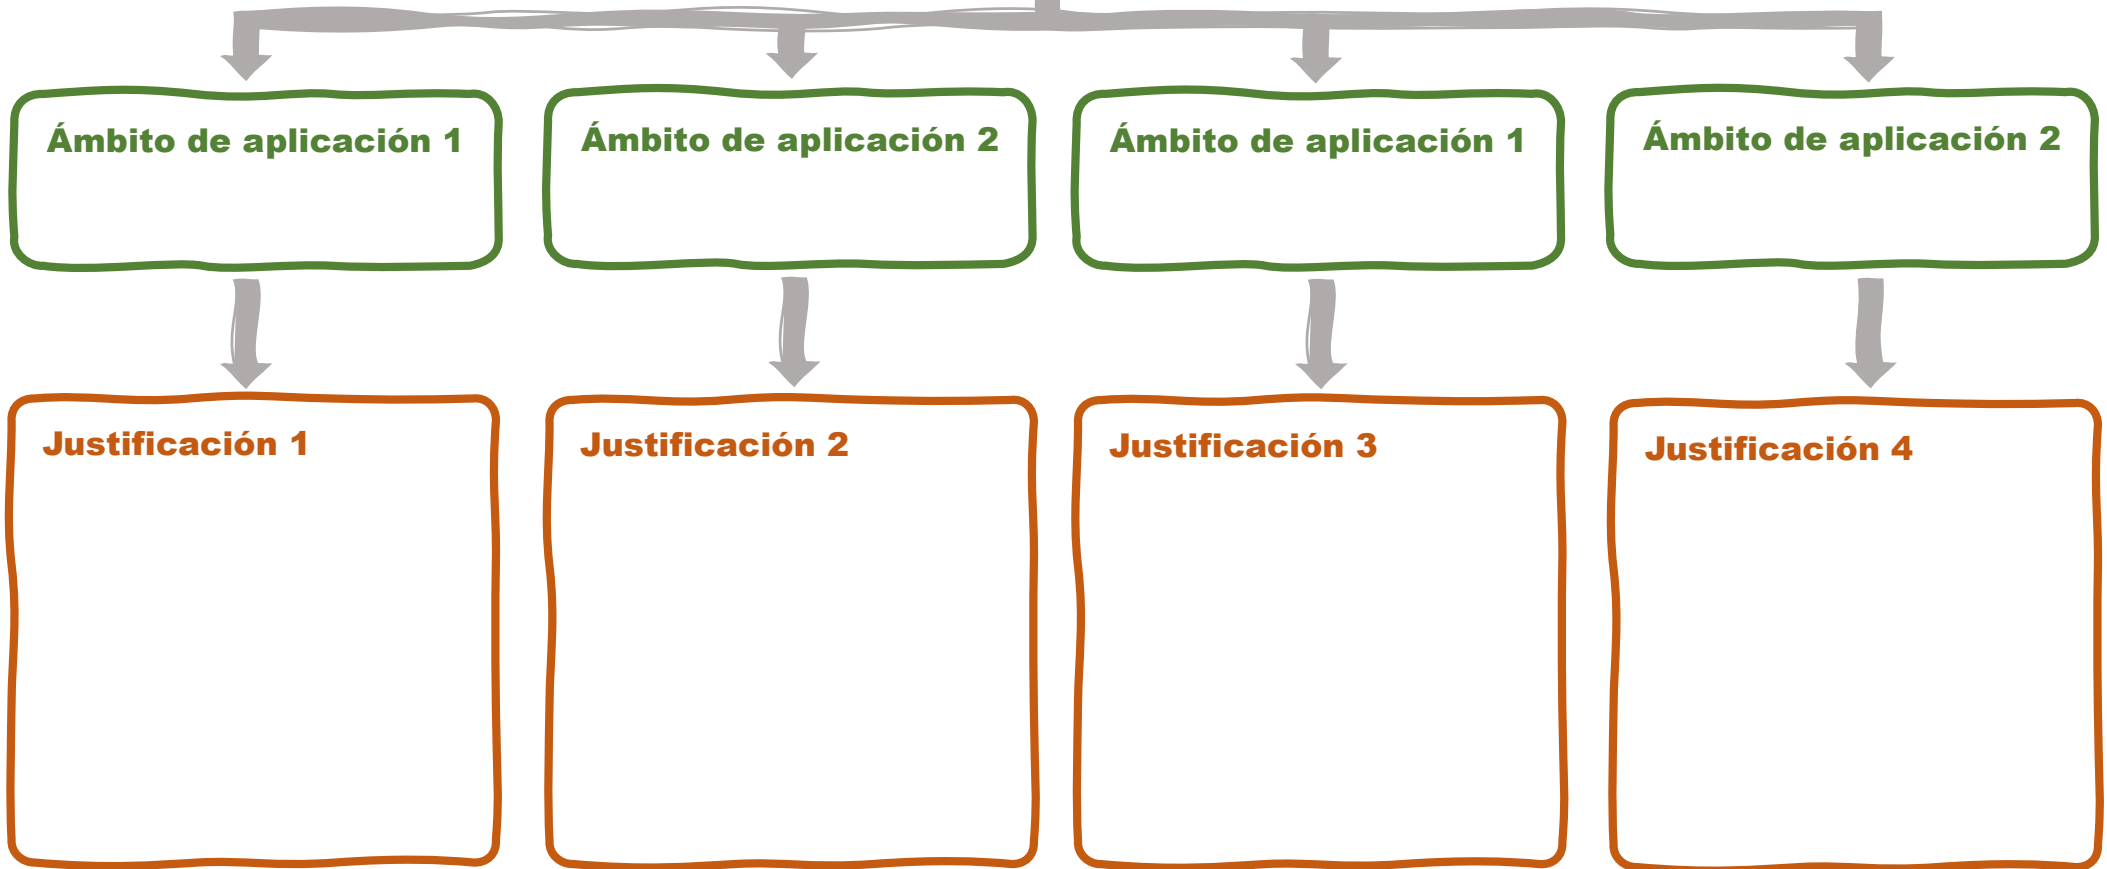 Ámbito de aplicación 1
Ámbito de aplicación 2
Ámbito de aplicación 1
Ámbito de aplicación 2
Justificación 1
Justificación 2
Justificación 3
Justificación 4